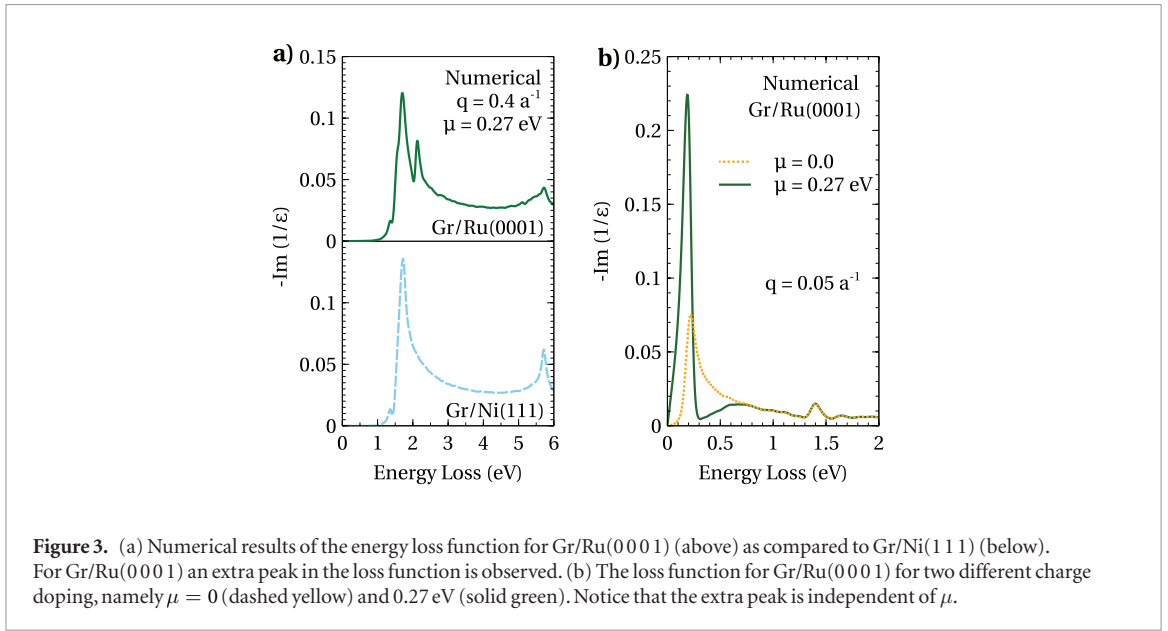 a)
0.15
0.1
0.05
0
0.1
0.05
0
-Im (1/ε)
Numerical
q = 0.4 a⁻¹
μ = 0.27 eV
Gr/Ru(0001)
Gr/Ni(111)
0 1 2 3 4 5 6
Energy Loss (eV)
b)
0.25
0.2
0.15
0.1
0.05
0
-Im (1/ε)
Numerical
Gr/Ru(0001)
μ = 0.0
μ = 0.27 eV
q = 0.05 a⁻¹
0 0.5 1 1.5 2
Energy Loss (eV)
Figure 3. (a) Numerical results of the energy loss function for Gr/Ru(0 0 0 1) (above) as compared to Gr/Ni(1 1 1) (below).
For Gr/Ru(0 0 0 1) an extra peak in the loss function is observed. (b) The loss function for Gr/Ru(0 0 0 1) for two different charge
doping, namely μ = 0 (dashed yellow) and 0.27 eV (solid green). Notice that the extra peak is independent of μ.